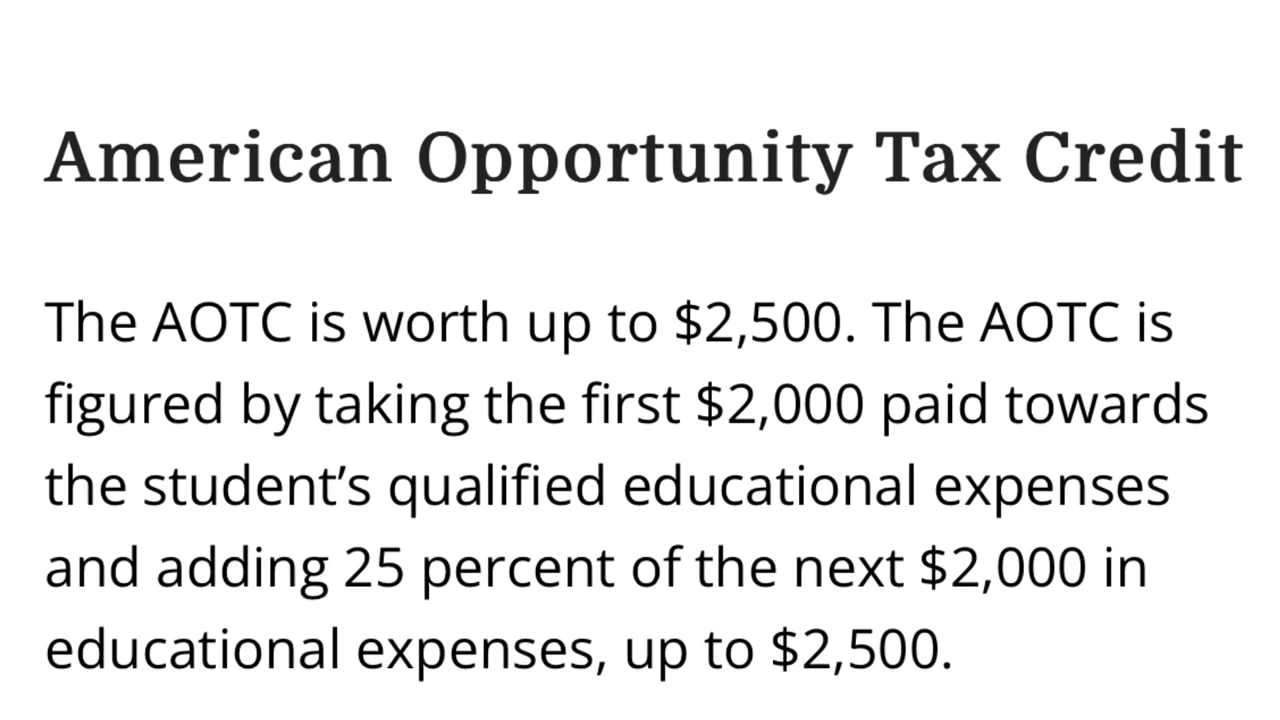 American Opportunity Tax Credit
The AOTC is worth up to $2,500. The AOTC is
figured by taking the first $2,000 paid towards
the student’s qualified educational expenses
and adding 25 percent of the next $2,000 in
educational expenses, up to $2,500.